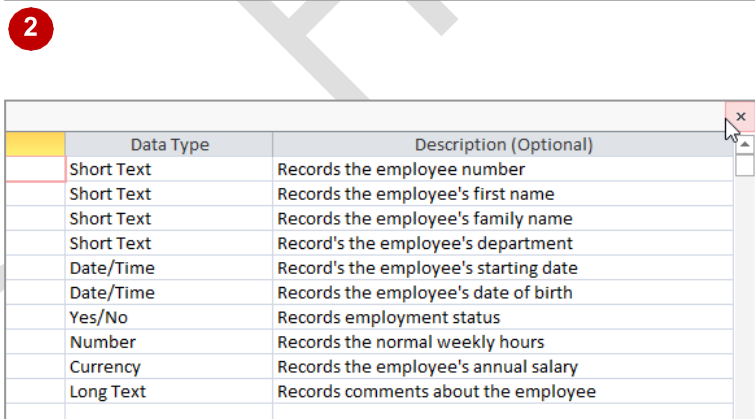 2
Data Type Description (Optional)
Short Text Records the employee number
Short Text Records the employee's first name
Short Text Records the employee's family name
Short Text Record's the employee's department
Date/Time Record's the employee's starting date
Date/Time Records the employee's date of birth
Yes/No Records employment status
Number Records the normal weekly hours
Currency Records the employee's annual salary
Long Text Records comments about the employee